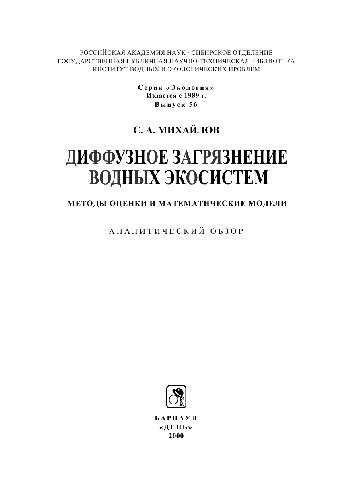 РОССИЙСКАЯ АКАДЕМИЯ НАУК · СИБИРСКОЕ ОТДЕЛЕНИЕ
ГОСУДАРСТВЕННАЯ ПУБЛИЧНАЯ НАУЧНО-ТЕХНИЧЕСКАЯ БИБЛИОТЕКА
ИНСТИТУТ ВОДНЫХ И ЭКОЛОГИЧЕСКИХ ПРОБЛЕМ
Серия «Экология»
Издается с 1989 г.
Выпуск 56
С. А. МИХАЙЛОВ
ДИФФУЗНОЕ ЗАГРЯЗНЕНИЕ
ВОДНЫХ ЭКОСИСТЕМ
МЕТОДЫ ОЦЕНКИ И МАТЕМАТИЧЕСКИЕ МОДЕЛИ
АНАЛИТИЧЕСКИЙ ОБЗОР
БАРНАУЛ
«ДЕНЬ»
2000